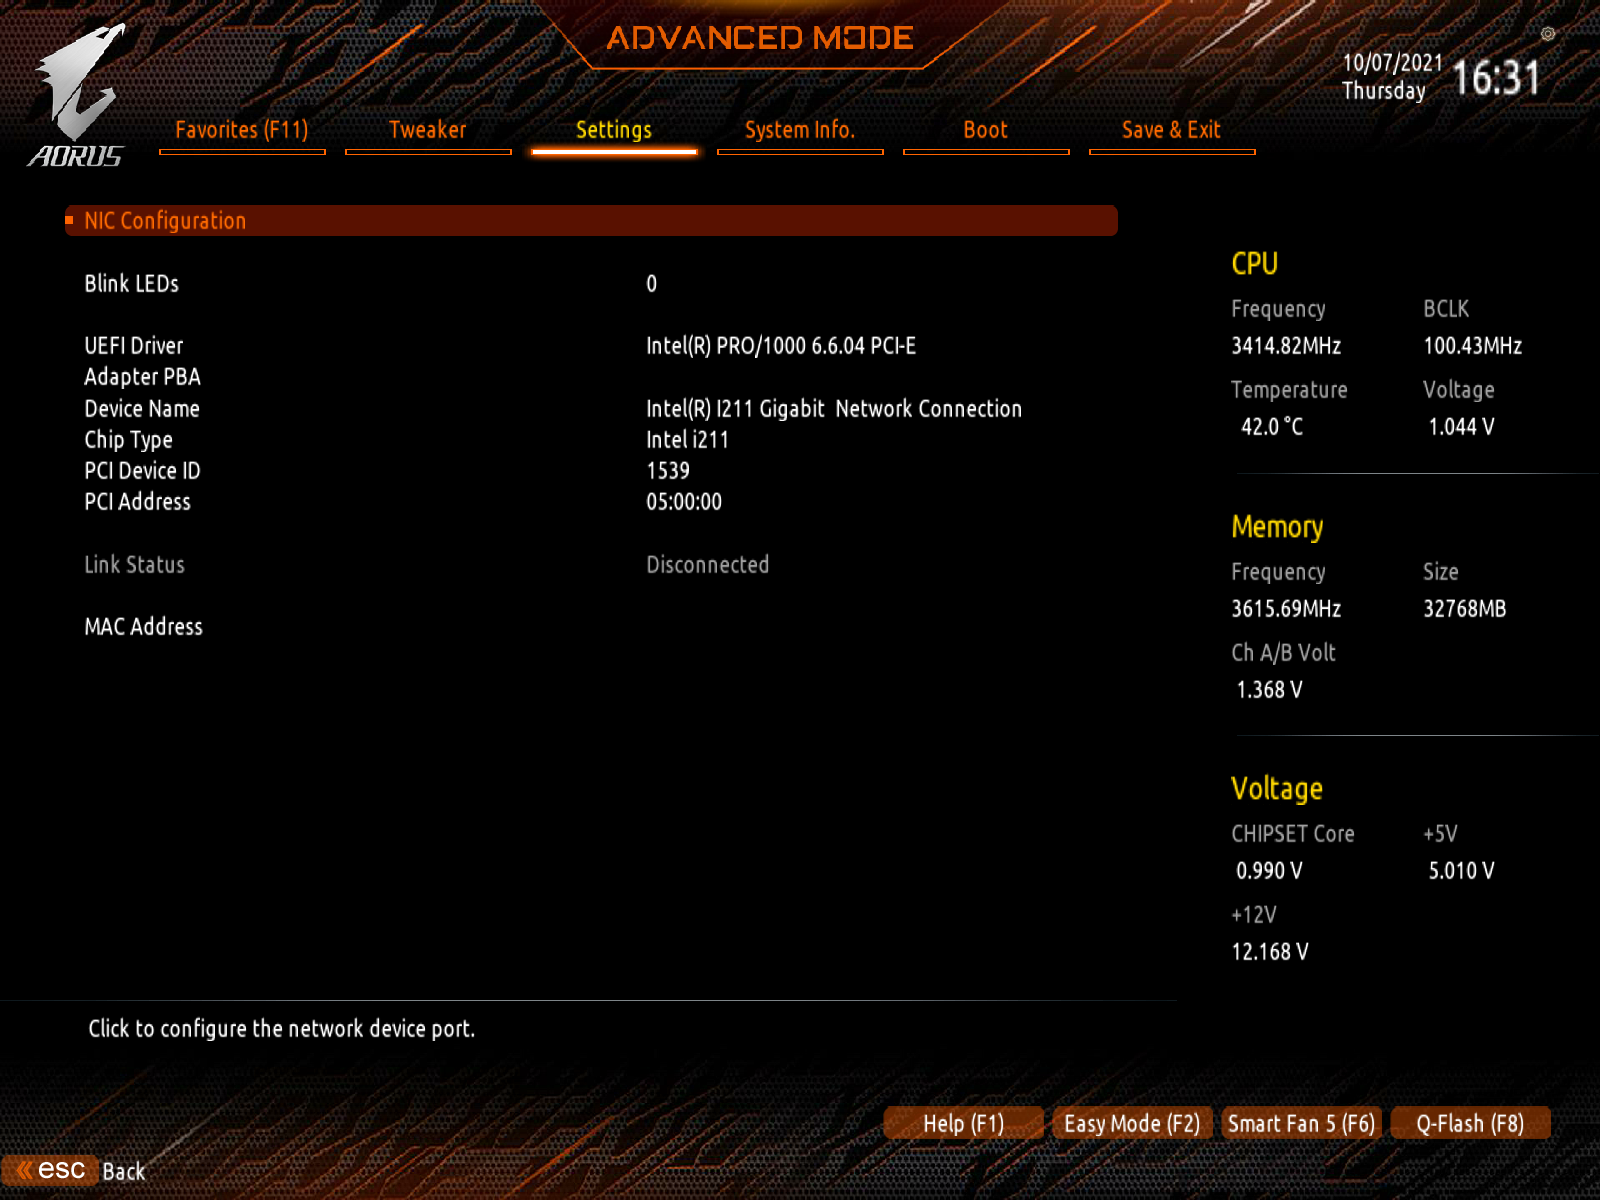 ADVANCED MODE
10/07/2021 16:31
Thursday
AORUS
Favorites (F11) Tweaker Settings System Info. Boot Save & Exit
NIC Configuration
Blink LEDs 0
UEFI Driver Intel(R) PRO/1000 6.6.04 PCI-E
Adapter PBA
Device Name Intel(R) I211 Gigabit  Network Connection
Chip Type Intel i211
PCI Device ID 1539
PCI Address 05:00:00
Link Status Disconnected
MAC Address
CPU
Frequency BCLK
3414.82MHz 100.43MHz
Temperature Voltage
42.0 °C 1.044 V
Memory
Frequency Size
3615.69MHz 32768MB
Ch A/B Volt
1.368 V
Voltage
CHIPSET Core +5V
0.990 V 5.010 V
+12V
12.168 V
Click to configure the network device port.
Help (F1) Easy Mode (F2) Smart Fan 5 (F6) Q-Flash (F8)
« esc Back